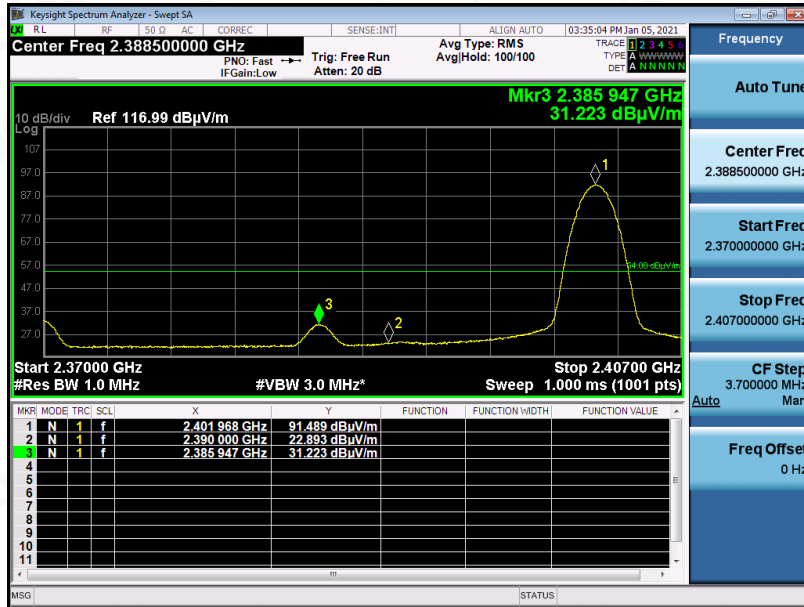 Keysight Spectrum Analyzer - Swept SA
LXI RL RF 50 Ω AC CORREC SENSE:INT ALIGN AUTO 03:35:04 PM Jan 05, 2021
Center Freq 2.388500000 GHz
PNO: Fast
IFGain:Low
Trig: Free Run
Atten: 20 dB
Avg Type: RMS
Avg|Hold: 100/100
TRACE 1 2 3 4 5 6
TYPE A WWWWW
DET A N N N N N
Mkr3 2.385 947 GHz
31.223 dBµV/m
10 dB/div Ref 116.99 dBµV/m
Log
107
97.0
87.0
77.0
67.0
57.0
47.0
37.0
27.0
1
2
3
54.00 dBµV/m
Start 2.37000 GHz Stop 2.40700 GHz
#Res BW 1.0 MHz #VBW 3.0 MHz* Sweep 1.000 ms (1001 pts)
MKR MODE TRC SCL X Y FUNCTION FUNCTION WIDTH FUNCTION VALUE
1 N 1 f 2.401 968 GHz 91.489 dBµV/m
2 N 1 f 2.390 000 GHz 22.893 dBµV/m
3 N 1 f 2.385 947 GHz 31.223 dBµV/m
4
5
6
7
8
9
10
11
MSG STATUS
Frequency
Auto Tune
Center Freq
2.388500000 GHz
Start Freq
2.370000000 GHz
Stop Freq
2.407000000 GHz
CF Step
3.700000 MHz
Auto Man
Freq Offset
0 Hz